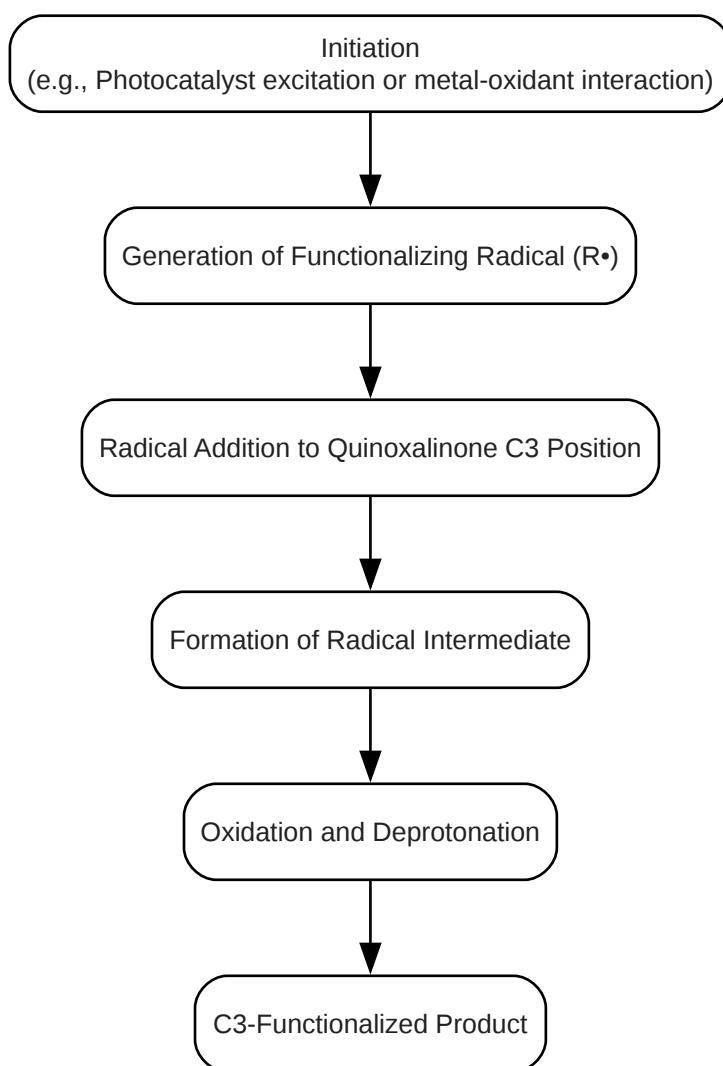 Initiation
(e.g., Photocatalyst excitation or metal-oxidant interaction)
Generation of Functionalizing Radical (R•)
Radical Addition to Quinoxalinone C3 Position
Formation of Radical Intermediate
Oxidation and Deprotonation
C3-Functionalized Product